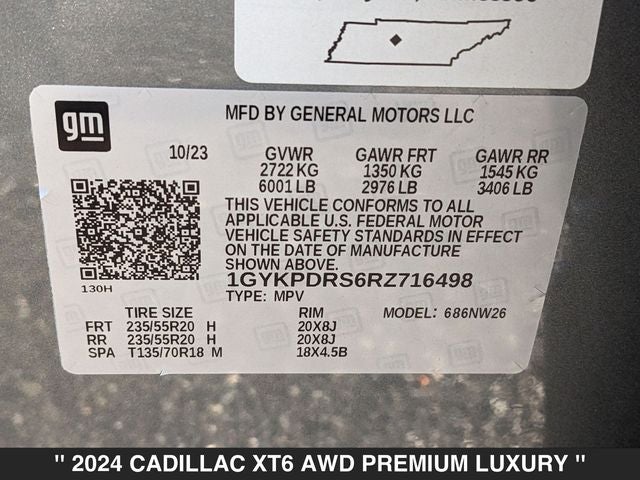 gm
MFD BY GENERAL MOTORS LLC
10/23 GVWR GAWR FRT GAWR RR
2722 KG 1350 KG 1545 KG
6001 LB 2976 LB 3406 LB
THIS VEHICLE CONFORMS TO ALL
APPLICABLE U.S. FEDERAL MOTOR
VEHICLE SAFETY STANDARDS IN EFFECT
ON THE DATE OF MANUFACTURE
SHOWN ABOVE.
130H
1GYKPDRS6RZ716498
TYPE: MPV
TIRE SIZE RIM MODEL: 686NW26
FRT 235/55R20 H 20X8J
RR 235/55R20 H 20X8J
SPA T135/70R18 M 18X4.5B
" 2024 CADILLAC XT6 AWD PREMIUM LUXURY "